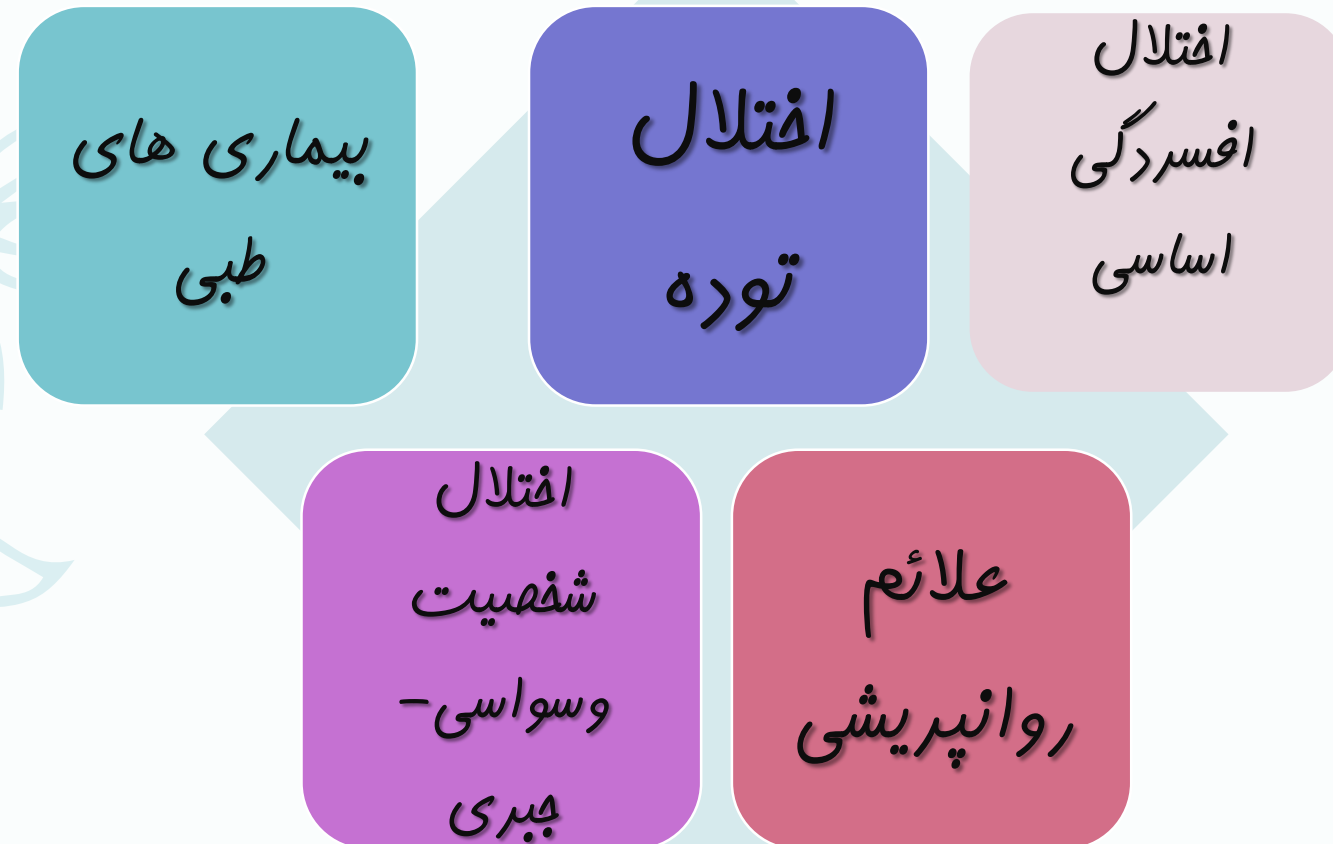 اختلال
افسردگی
اساسی
اختلال
توده
بیماری های
طبی
علائم
روانپریشی
اختلال
شخصیت
وسواسی-
جبری